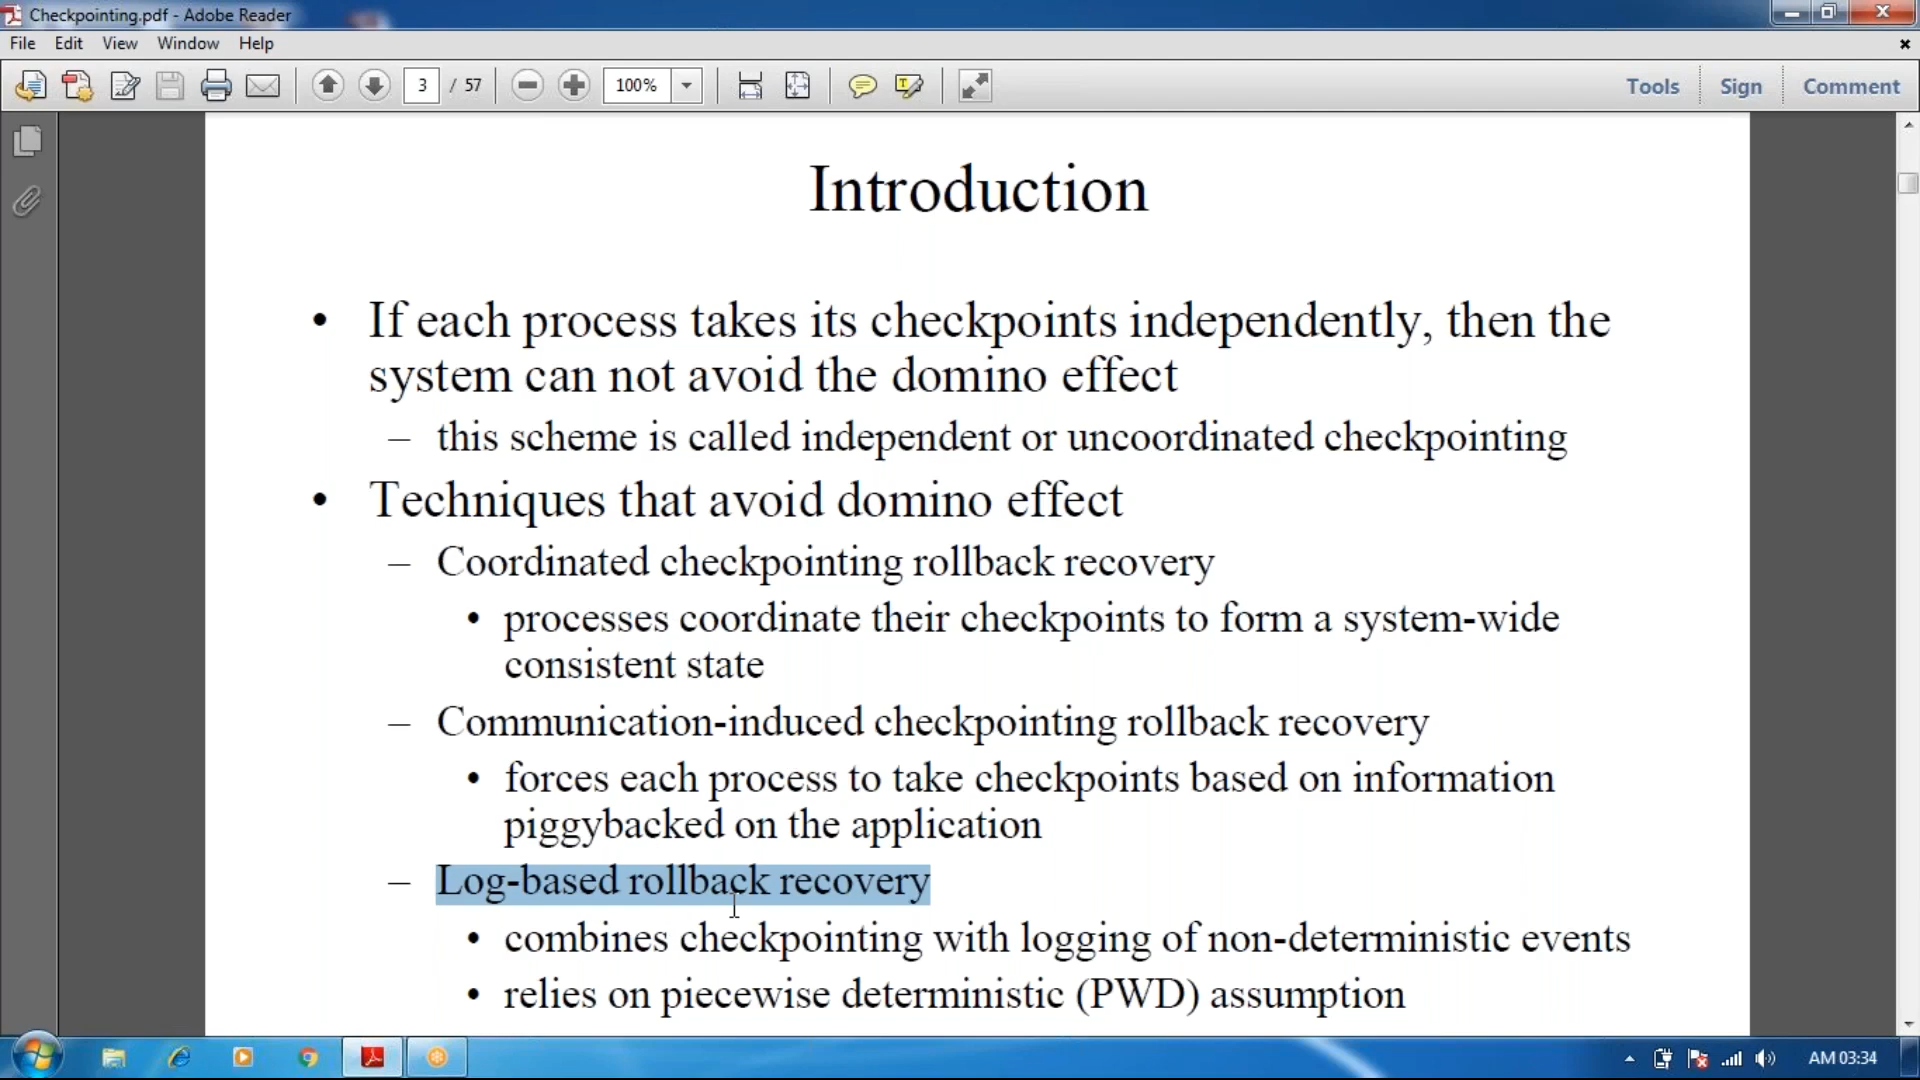 Checkpointing.pdf - Adobe Reader
File Edit View Window Help
3 / 57 100% Tools Sign Comment
Introduction
• If each process takes its checkpoints independently, then the
system can not avoid the domino effect
– this scheme is called independent or uncoordinated checkpointing
• Techniques that avoid domino effect
– Coordinated checkpointing rollback recovery
• processes coordinate their checkpoints to form a system-wide
consistent state
– Communication-induced checkpointing rollback recovery
• forces each process to take checkpoints based on information
piggybacked on the application
– Log-based rollback recovery
• combines checkpointing with logging of non-deterministic events
• relies on piecewise deterministic (PWD) assumption
AM 03:34